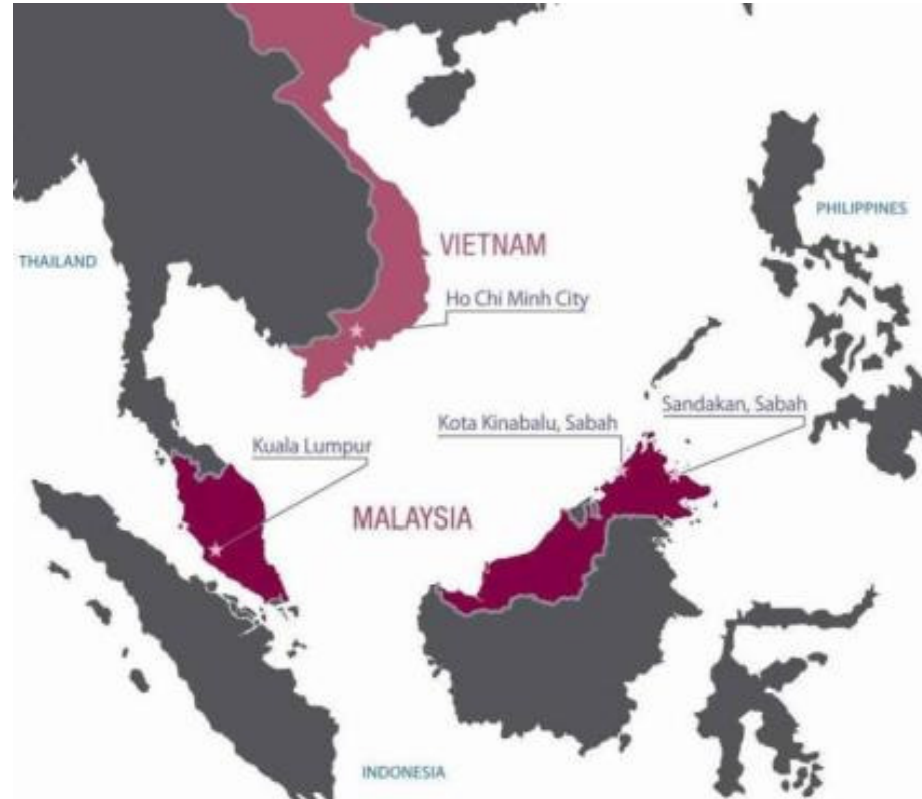 PHILIPPINES
VIETNAM
THAILAND
Ho Chi Minh City
Sandakan, Sabah
Kota Kinabalu, Sabah
Kuala Lumpur
MALAYSIA
INDONESIA